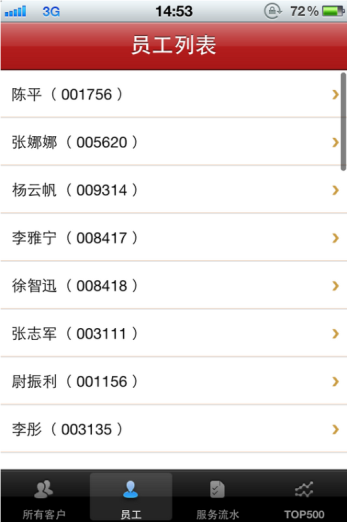 3G 14:53 72%
员工列表
陈平（001756）
张娜娜（005620）
杨云帆（009314）
李雅宁（008417）
徐智迅（008418）
张志军（003111）
尉振利（001156）
李彤（003135）
所有客户 员工 服务流水 TOP500